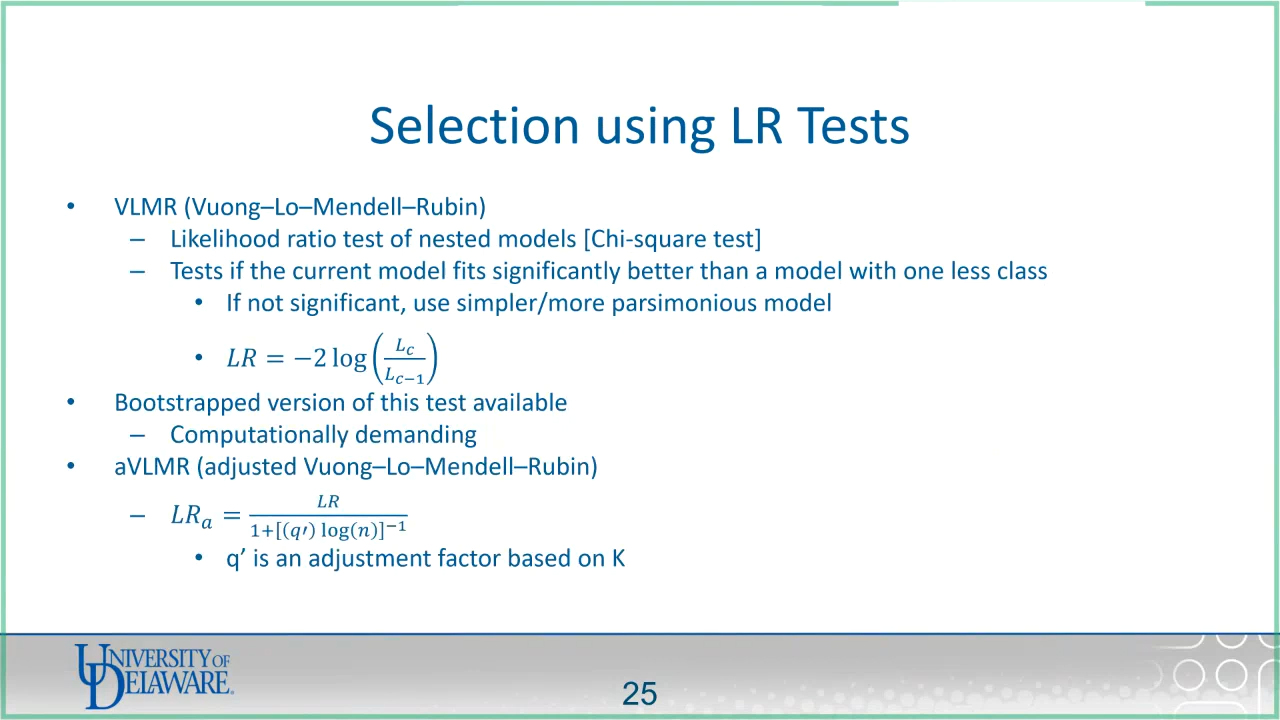 Selection using LR Tests
• VLMR (Vuong–Lo–Mendell–Rubin)
– Likelihood ratio test of nested models [Chi-square test]
– Tests if the current model fits significantly better than a model with one less class
• If not significant, use simpler/more parsimonious model
• LR = −2 log(L_c / L_{c−1})
• Bootstrapped version of this test available
– Computationally demanding
• aVLMR (adjusted Vuong–Lo–Mendell–Rubin)
– LR_a = LR / 1+[(q′) log(n)]^{−1}
• q’ is an adjustment factor based on K
UNIVERSITY OF
DELAWARE.
25